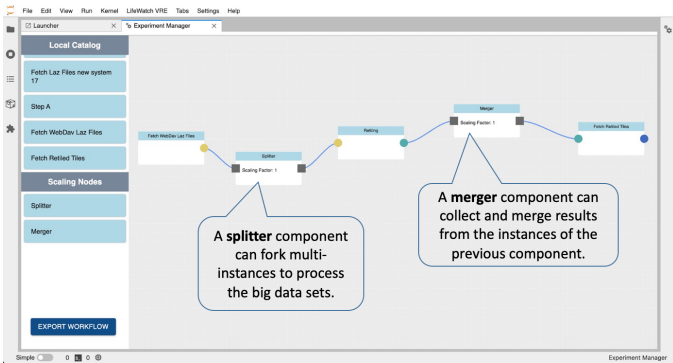 File Edit View Run Kernel LifeWatch VRE Tabs Settings Help
Launcher
Experiment Manager
Local Catalog
Fetch Laz Files new system
17
Step A
Fetch WebDav Laz Files
Fetch Retiled Tiles
Scaling Nodes
Splitter
Merger
EXPORT WORKFLOW
Fetch WebDav Laz Files
Splitter
Scaling Factor: 1
Retiling
Merger
Scaling Factor: 1
Fetch Retiled Tiles
A splitter component
can fork multi-
instances to process
the big data sets.
A merger component can
collect and merge results
from the instances of the
previous component.
Simple 0 0
Experiment Manager